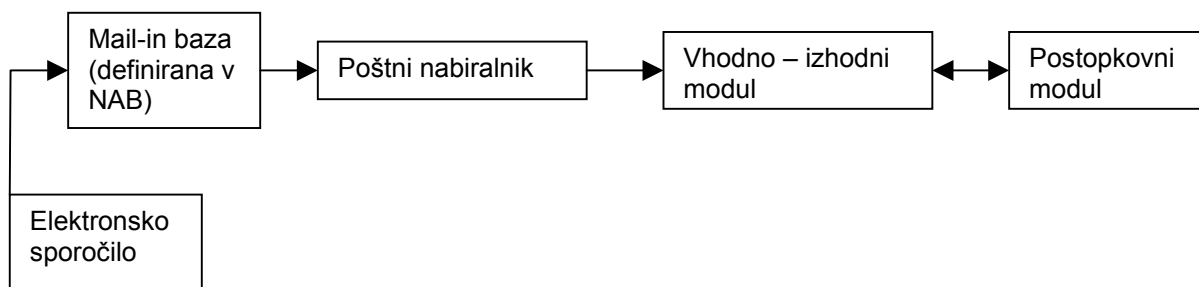 Mail-in baza
(definirana v
NAB)
Poštni nabiralnik
Vhodno – izhodni
modul
Postopkovni
modul
Elektronsko
sporočilo